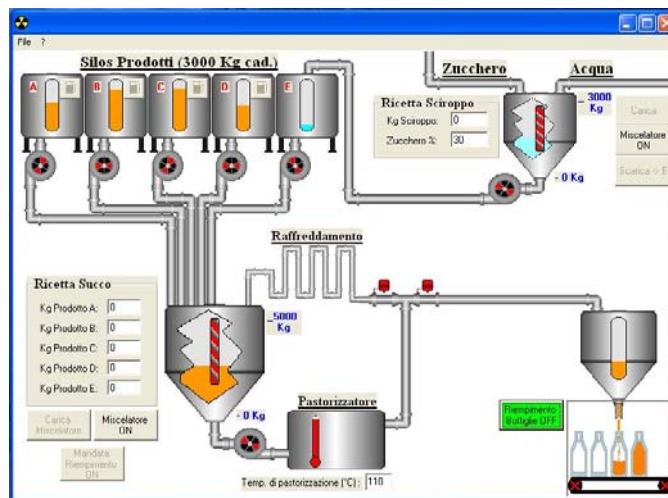 File ?
Silos Prodotti (3000 Kg cad.)
A
B
C
D
E
Zucchero
Acqua
Ricetta Sciroppo
Kg Sciroppo: 0
Zucchero %: 30
3000
Kg
- 0 Kg
Carica
Miscelatore
ON
Scarica -> E
Raffreddamento
Ricetta Succo
Kg Prodotto A: 0
Kg Prodotto B: 0
Kg Prodotto C: 0
Kg Prodotto D: 0
Kg Prodotto E: 0
5000
Kg
- 0 Kg
Carica
Miscelatore
Miscelatore
ON
Mandata
Riempimento
ON
Pastorizzatore
Temp. di pastorizzazione (°C) : 110
Riempimento
Bottiglie OFF